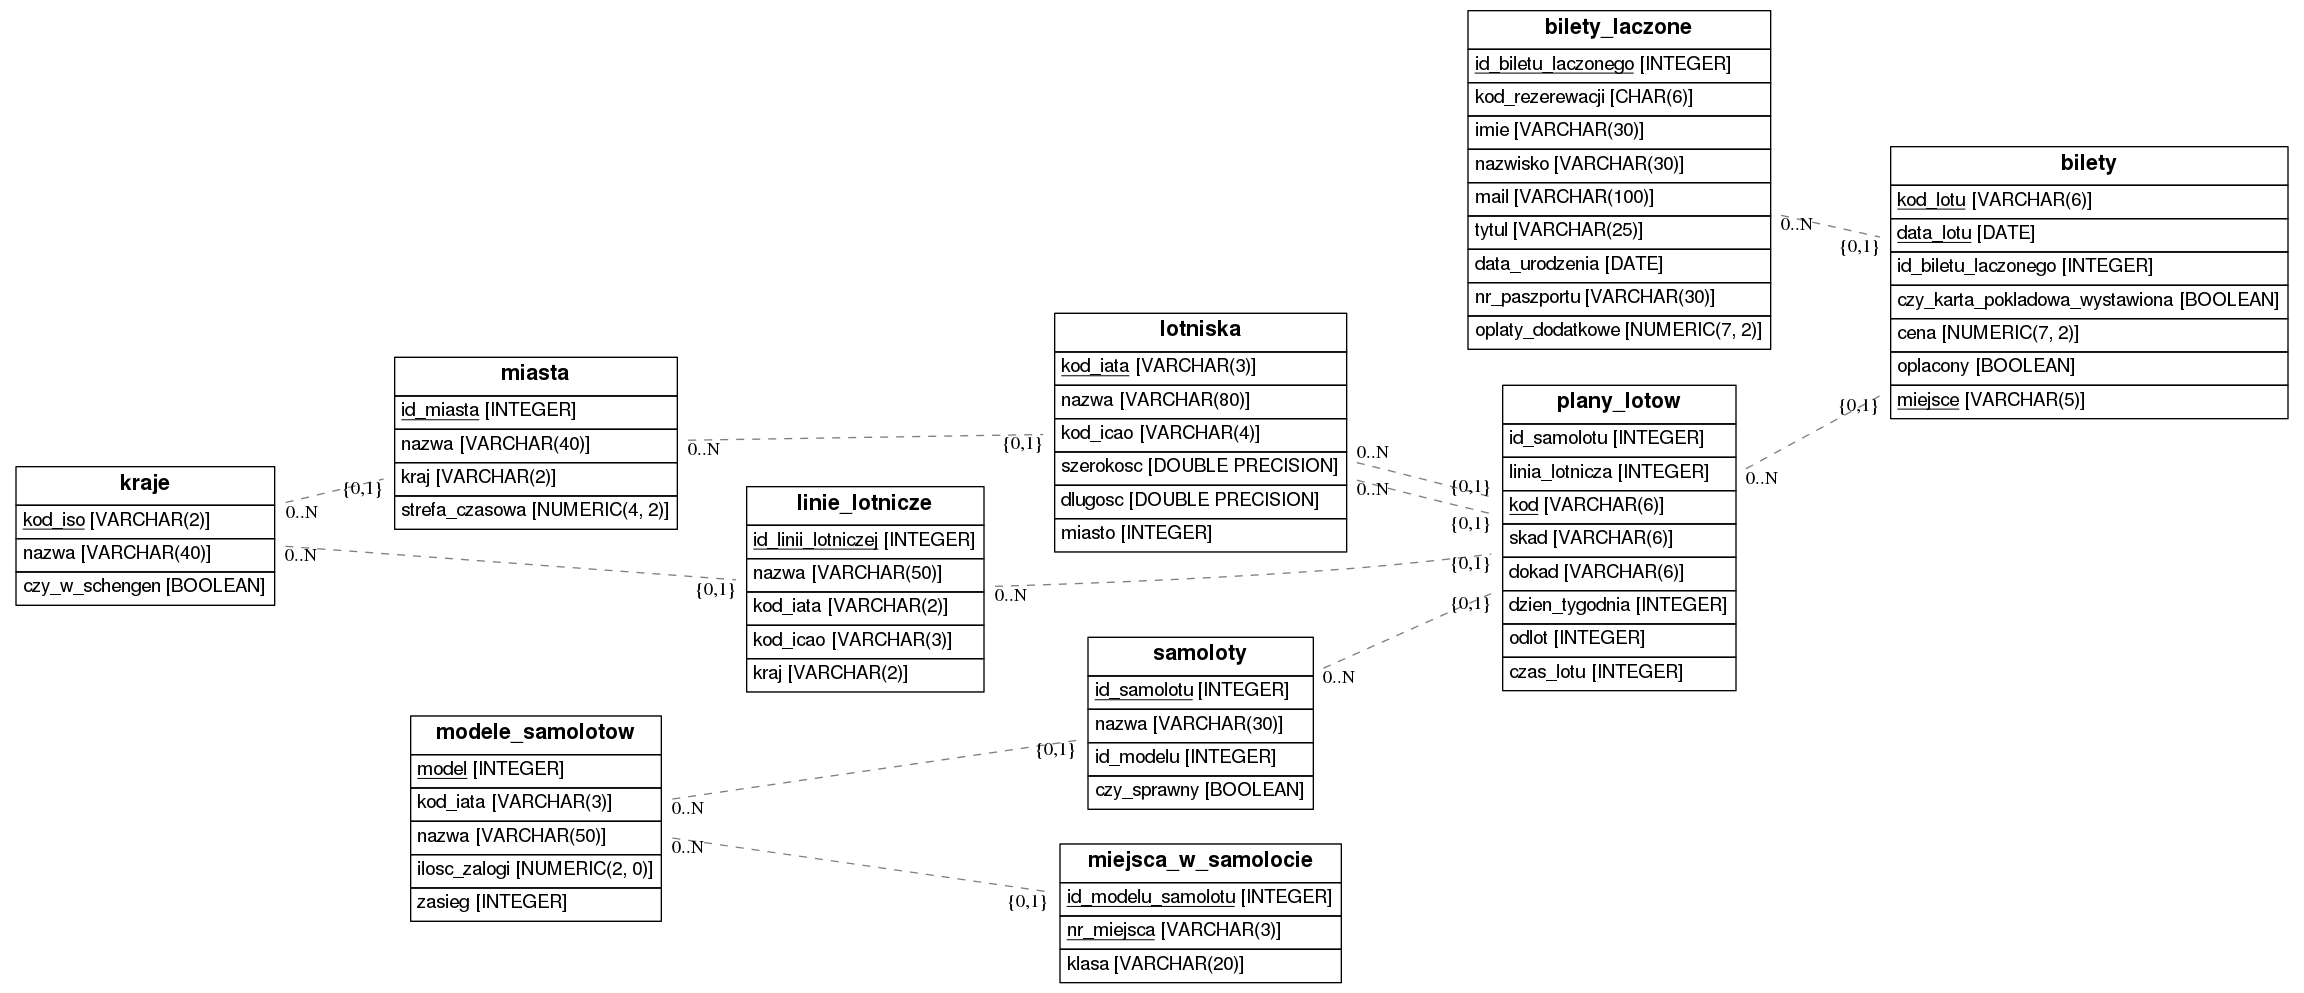 kraje
kod_iso [VARCHAR(2)]
nazwa [VARCHAR(40)]
czy_w_schengen [BOOLEAN]
0..N
{0,1}
0..N
{0,1}
miasta
id_miasta [INTEGER]
nazwa [VARCHAR(40)]
kraj [VARCHAR(2)]
strefa_czasowa [NUMERIC(4, 2)]
0..N
{0,1}
linie_lotnicze
id_linii_lotniczej [INTEGER]
nazwa [VARCHAR(50)]
kod_iata [VARCHAR(2)]
kod_icao [VARCHAR(3)]
kraj [VARCHAR(2)]
0..N
{0,1}
modele_samolotow
model [INTEGER]
kod_iata [VARCHAR(3)]
nazwa [VARCHAR(50)]
ilosc_zalogi [NUMERIC(2, 0)]
zasieg [INTEGER]
0..N
{0,1}
0..N
{0,1}
lotniska
kod_iata [VARCHAR(3)]
nazwa [VARCHAR(80)]
kod_icao [VARCHAR(4)]
szerokosc [DOUBLE PRECISION]
dlugosc [DOUBLE PRECISION]
miasto [INTEGER]
0..N
{0,1}
0..N
{0,1}
samoloty
id_samolotu [INTEGER]
nazwa [VARCHAR(30)]
id_modelu [INTEGER]
czy_sprawny [BOOLEAN]
0..N
{0,1}
miejsca_w_samolocie
id_modelu_samolotu [INTEGER]
nr_miejsca [VARCHAR(3)]
klasa [VARCHAR(20)]
bilety_laczone
id_biletu_laczonego [INTEGER]
kod_rezerewacji [CHAR(6)]
imie [VARCHAR(30)]
nazwisko [VARCHAR(30)]
mail [VARCHAR(100)]
tytul [VARCHAR(25)]
data_urodzenia [DATE]
nr_paszportu [VARCHAR(30)]
oplaty_dodatkowe [NUMERIC(7, 2)]
0..N
{0,1}
plany_lotow
id_samolotu [INTEGER]
linia_lotnicza [INTEGER]
kod [VARCHAR(6)]
skad [VARCHAR(6)]
dokad [VARCHAR(6)]
dzien_tygodnia [INTEGER]
odlot [INTEGER]
czas_lotu [INTEGER]
0..N
{0,1}
bilety
kod_lotu [VARCHAR(6)]
data_lotu [DATE]
id_biletu_laczonego [INTEGER]
czy_karta_pokladowa_wystawiona [BOOLEAN]
cena [NUMERIC(7, 2)]
oplacony [BOOLEAN]
miejsce [VARCHAR(5)]